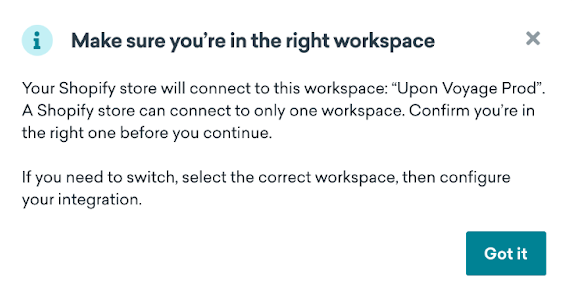 Make sure you’re in the right workspace
Your Shopify store will connect to this workspace: “Upon Voyage Prod”.
A Shopify store can connect to only one workspace. Confirm you’re in
the right one before you continue.
If you need to switch, select the correct workspace, then configure
your integration.
Got it